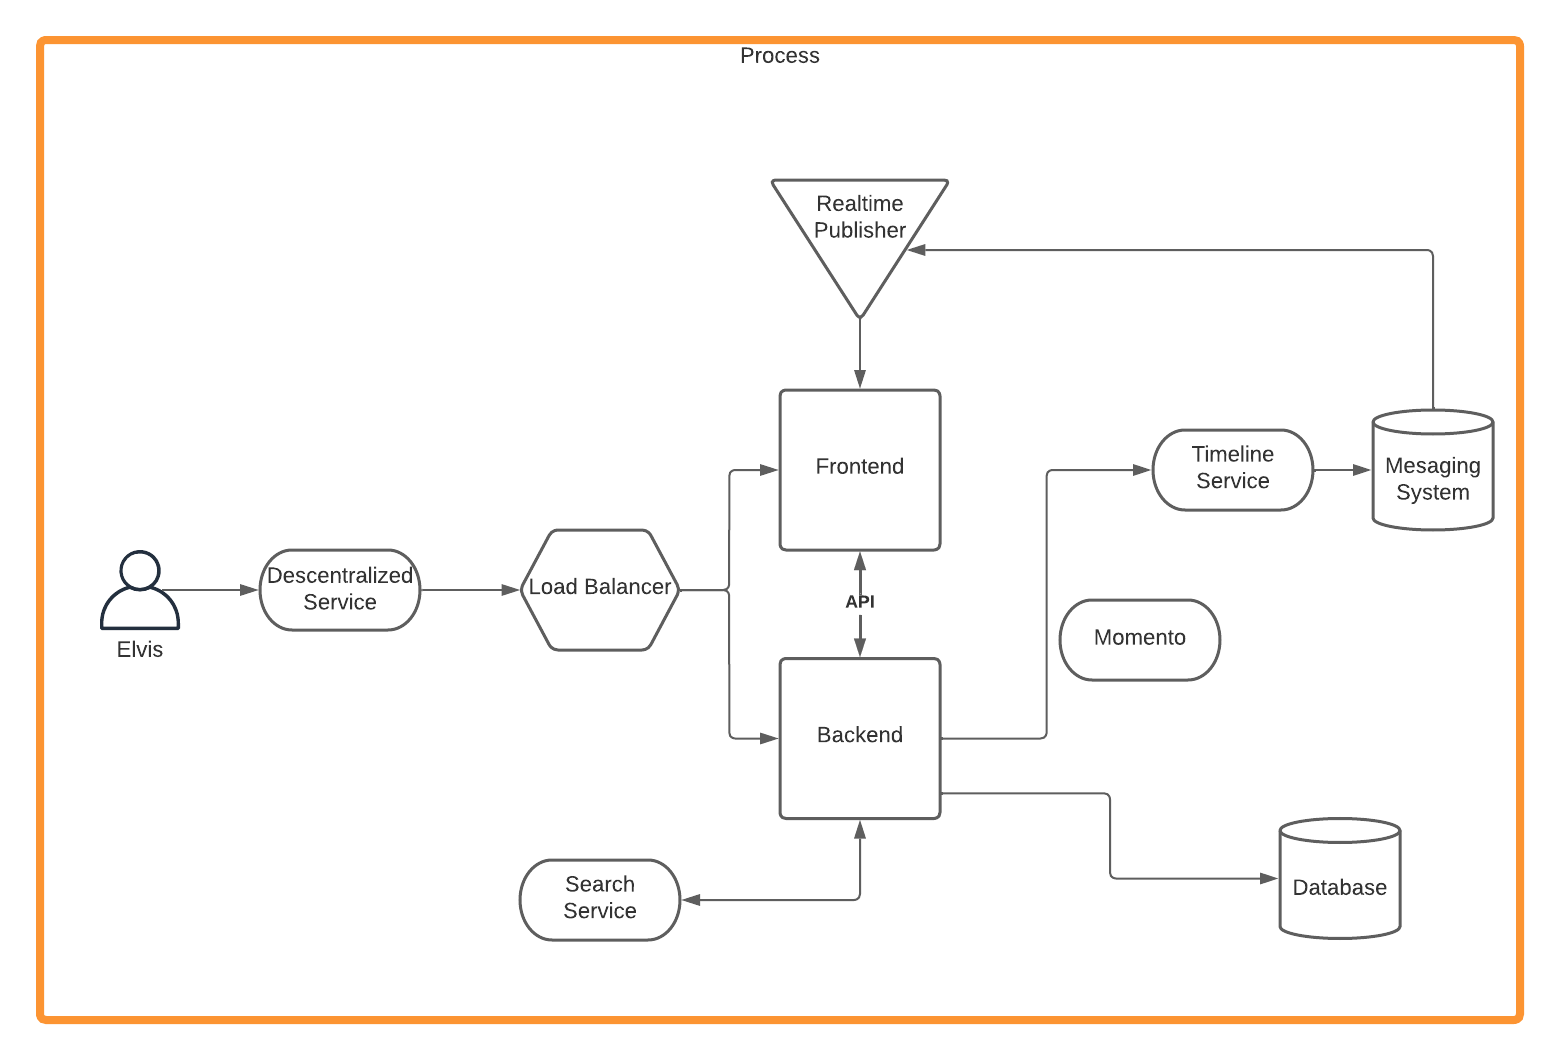 Process
Realtime
Publisher
Frontend
Timeline
Service
Mesaging
System
Descentralized
Service
Load Balancer
API
Elvis
Momento
Backend
Search
Service
Database